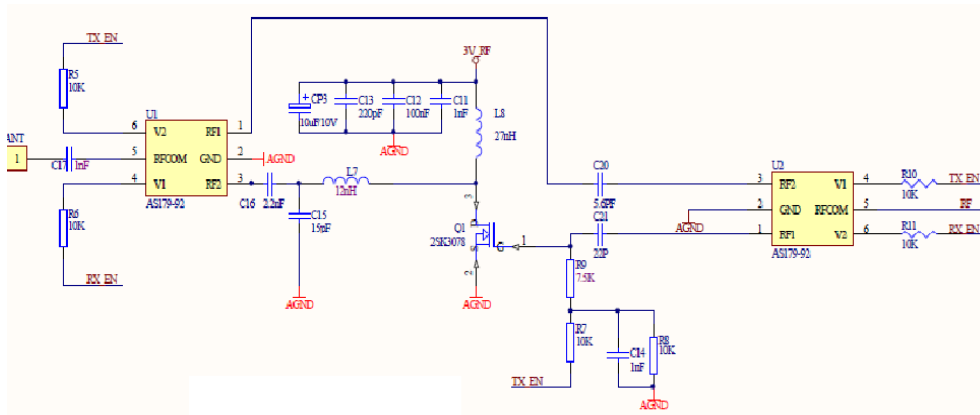 TX EN
R5
10K
U1
6
V2
RF1
1
ANT
1
C17
1nF
5
RFCOM
GND
2
AGND
4
V1
RF2
3
AS179-92
R6
10K
RX EN
C16
2.2nF
L7
12nH
C15
AGND
3V_RF
CP3
10uF/10V
C13
220pF
C12
100nF
C11
1nF
AGND
L8
27nH
3
D
Q1
2SK3078
S
G
1
2
AGND
C20
5.6PF
C21
22P
AGND
R9
7.5K
R7
10K
TX EN
C14
1nF
R8
10K
AGND
U2
3
RF2
V1
4
2
GND
RFCOM
5
1
RF1
V2
6
AS179-92
R10
10K
TX EN
RF
R11
10K
RX EN